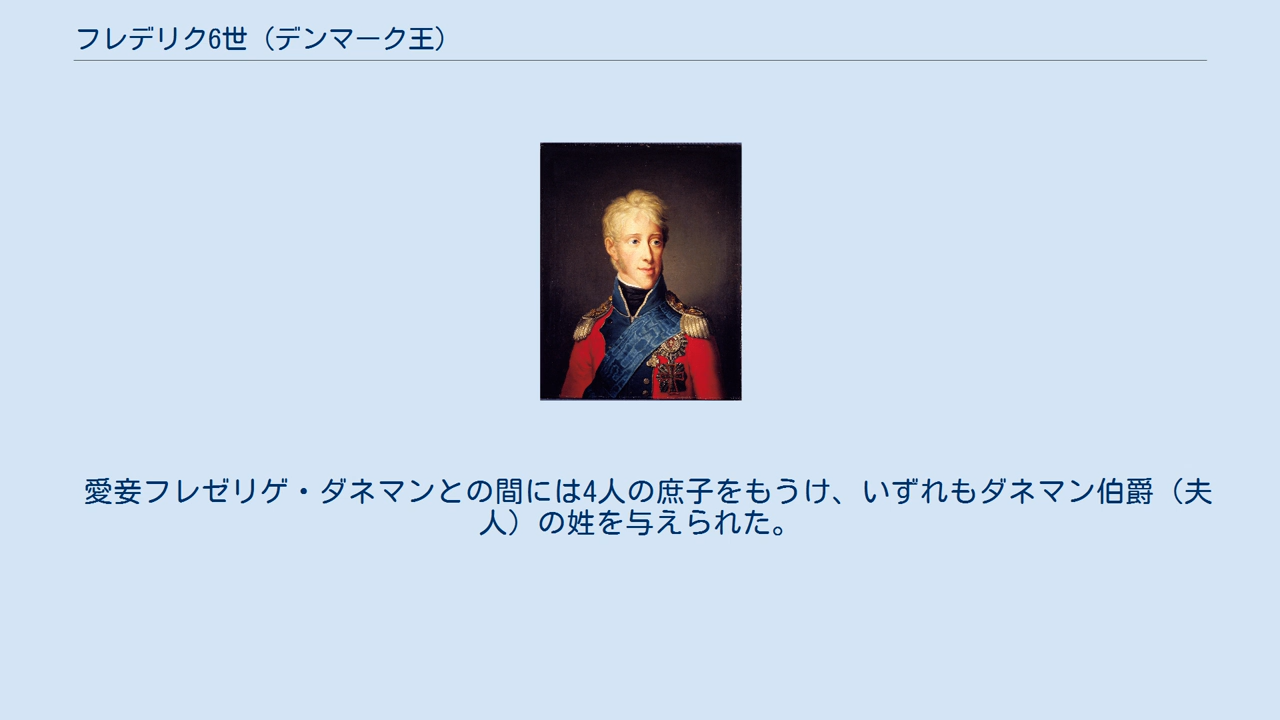 フレデリク6世（デンマーク王）
愛妾フレゼリゲ・ダネマンとの間には4人の庶子をもうけ、いずれもダネマン伯爵（夫
人）の姓を与えられた。